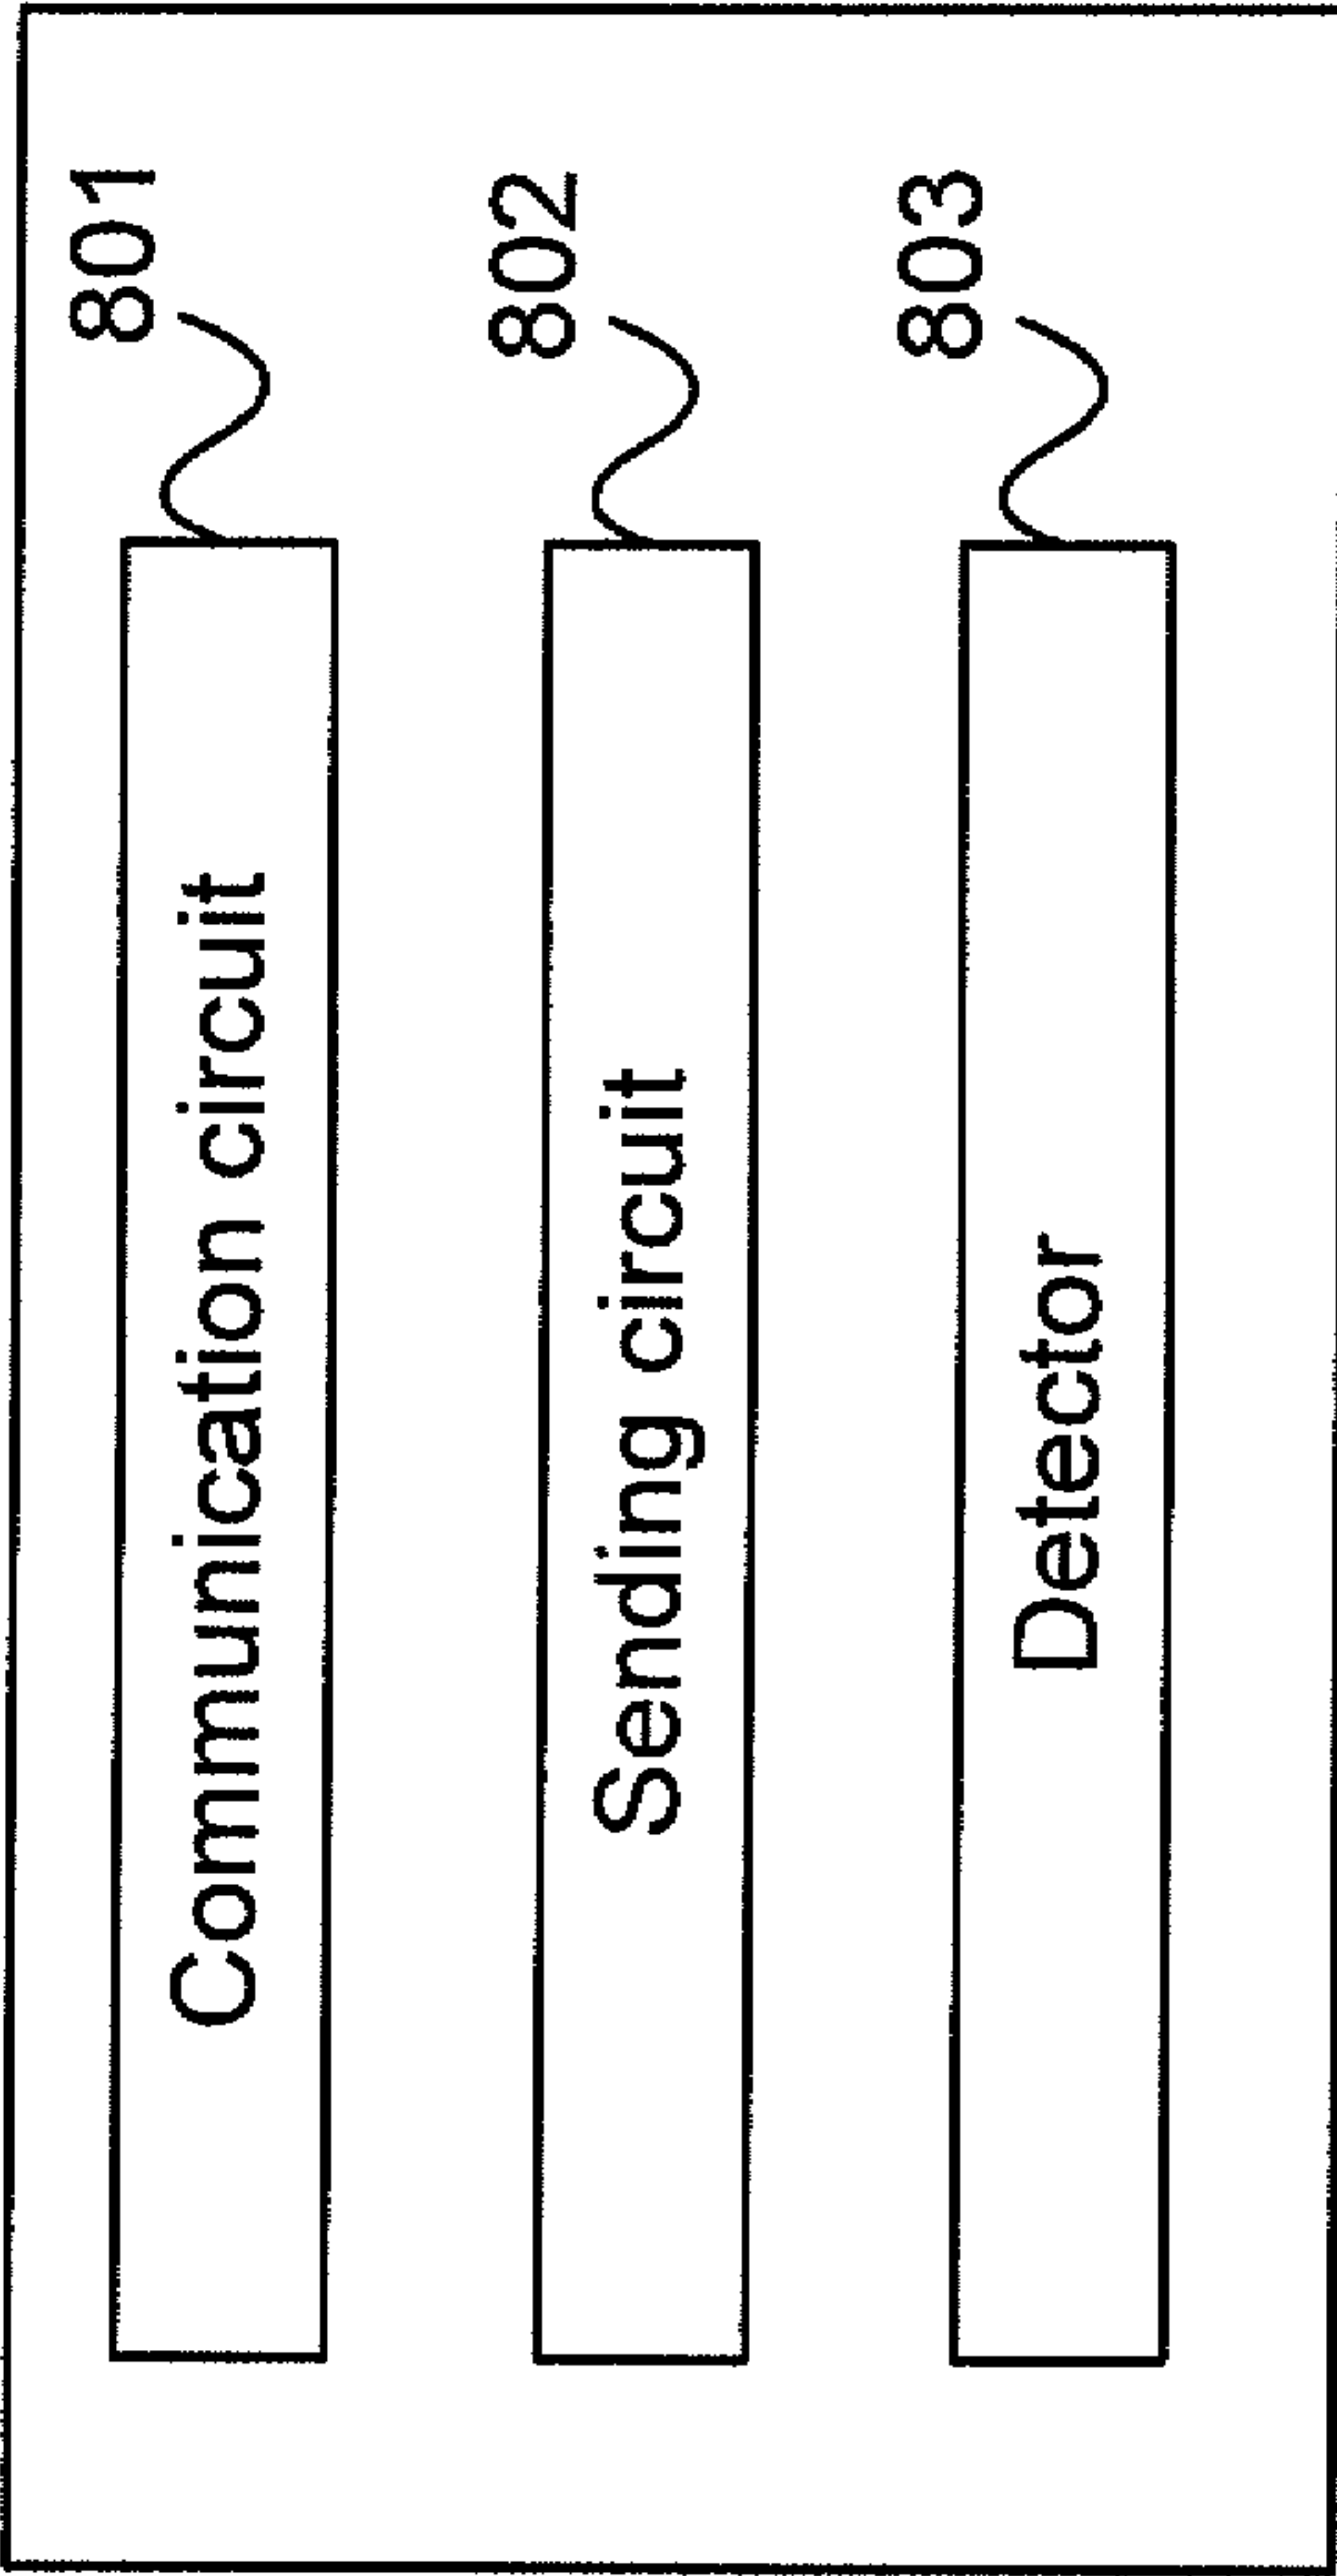 801
Communication circuit
802
Sending circuit
803
Detector